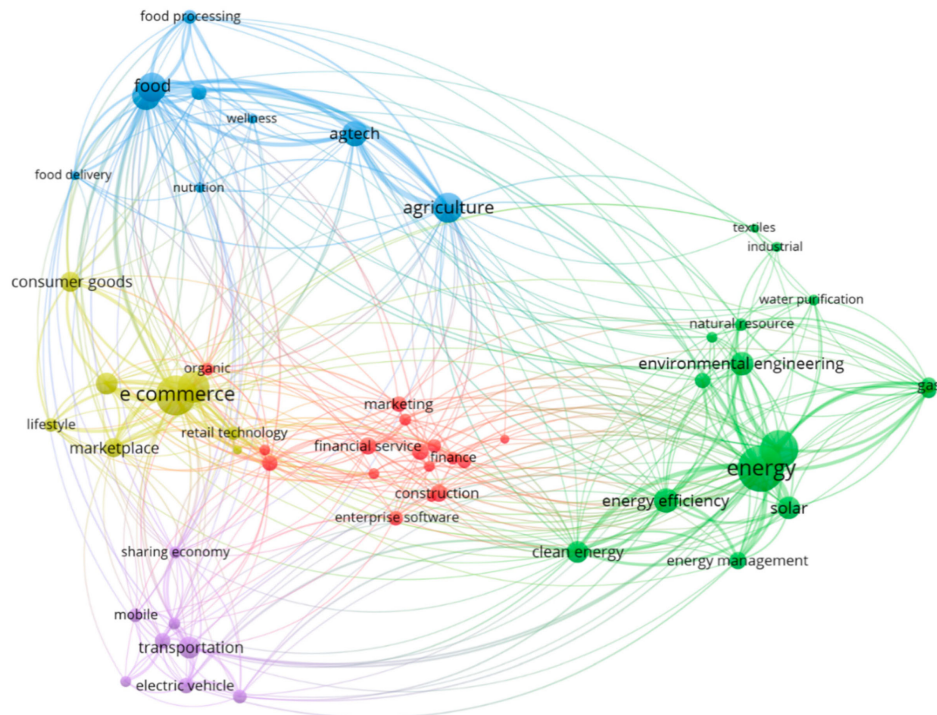 food processing
food
wellness
agtech
food delivery
nutrition
agriculture
textiles
industrial
consumer goods
water purification
natural resource
organic
environmental engineering
e commerce
gas
marketing
lifestyle
retail technology
marketplace
financial service
finance
energy
construction
energy efficiency
solar
enterprise software
sharing economy
clean energy
energy management
mobile
transportation
electric vehicle